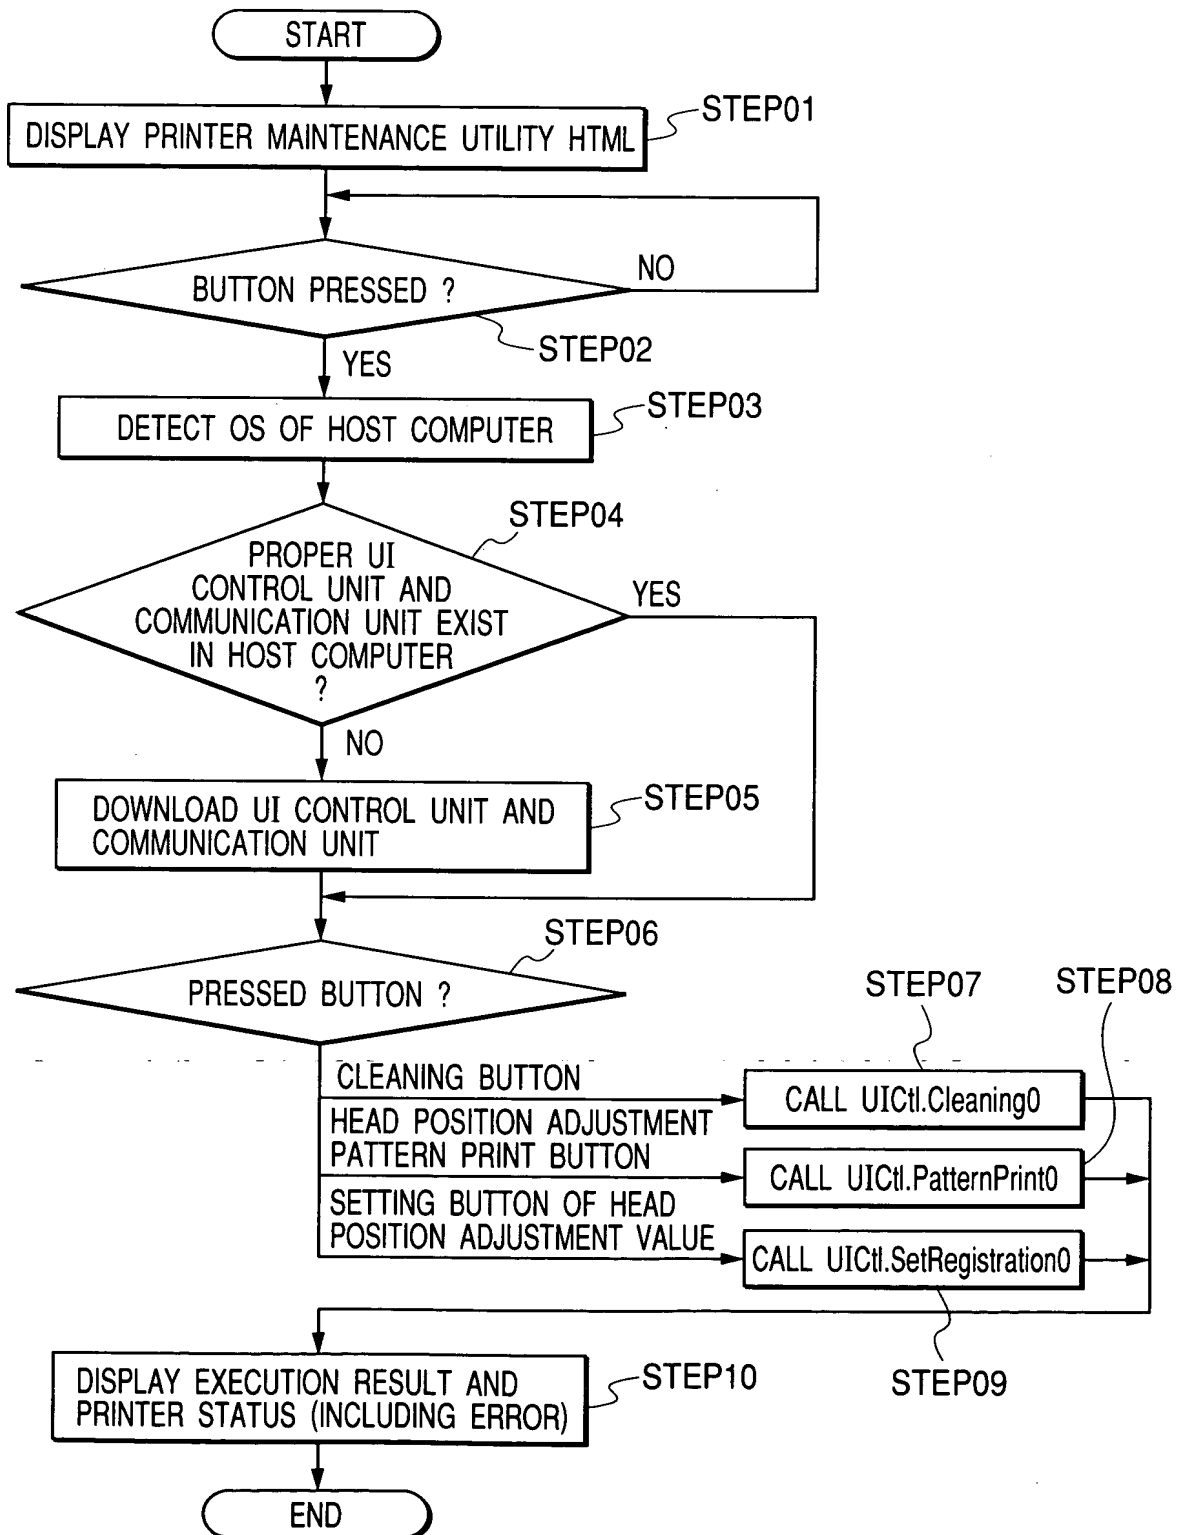 START
STEP01
DISPLAY PRINTER MAINTENANCE UTILITY HTML
NO
BUTTON PRESSED ?
STEP02
YES
STEP03
DETECT OS OF HOST COMPUTER
STEP04
PROPER UI
CONTROL UNIT AND
COMMUNICATION UNIT EXIST
IN HOST COMPUTER
?
YES
NO
STEP05
DOWNLOAD UI CONTROL UNIT AND
COMMUNICATION UNIT
STEP06
PRESSED BUTTON ?
STEP07
STEP08
CLEANING BUTTON
CALL UICtl.Cleaning0
HEAD POSITION ADJUSTMENT
PATTERN PRINT BUTTON
CALL UICtl.PatternPrint0
SETTING BUTTON OF HEAD
POSITION ADJUSTMENT VALUE
CALL UICtl.SetRegistration0
STEP09
STEP10
DISPLAY EXECUTION RESULT AND
PRINTER STATUS (INCLUDING ERROR)
END